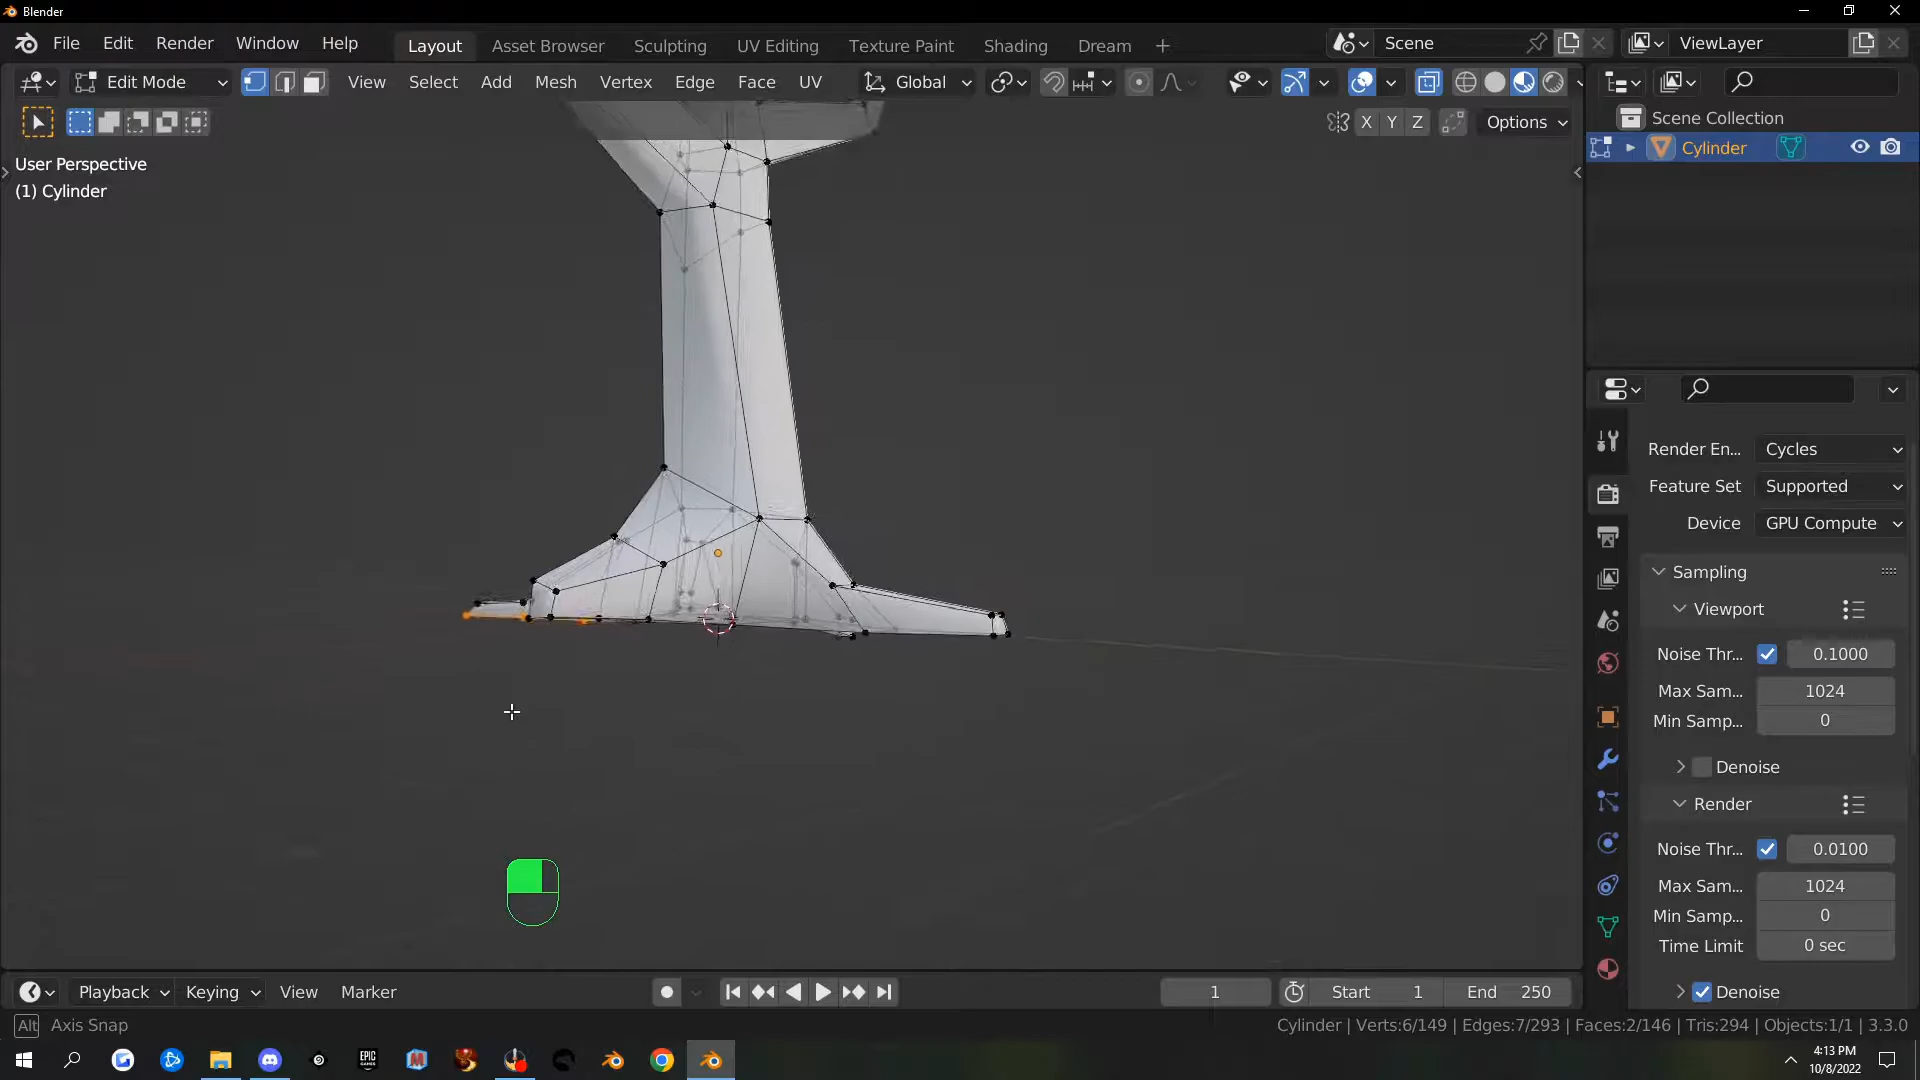 Blender
File Edit Render Window Help Layout Asset Browser Sculpting UV Editing Texture Paint Shading Dream + Scene ViewLayer
Edit Mode View Select Add Mesh Vertex Edge Face UV Global
X Y Z Options
Scene Collection
Cylinder
User Perspective
(1) Cylinder
Render En... Cycles
Feature Set Supported
Device GPU Compute
Sampling
Viewport
Noise Thr... 0.1000
Max Sam... 1024
Min Samp... 0
Denoise
Render
Noise Thr... 0.0100
Max Sam... 1024
Min Samp... 0
Time Limit 0 sec
Denoise
Playback Keying View Marker 1 Start 1 End 250
Alt Axis Snap Cylinder | Verts:6/149 | Edges:7/293 | Faces:2/146 | Tris:294 | Objects:1/1 | 3.3.0
EPIC GAMES
4:13 PM
10/8/2022